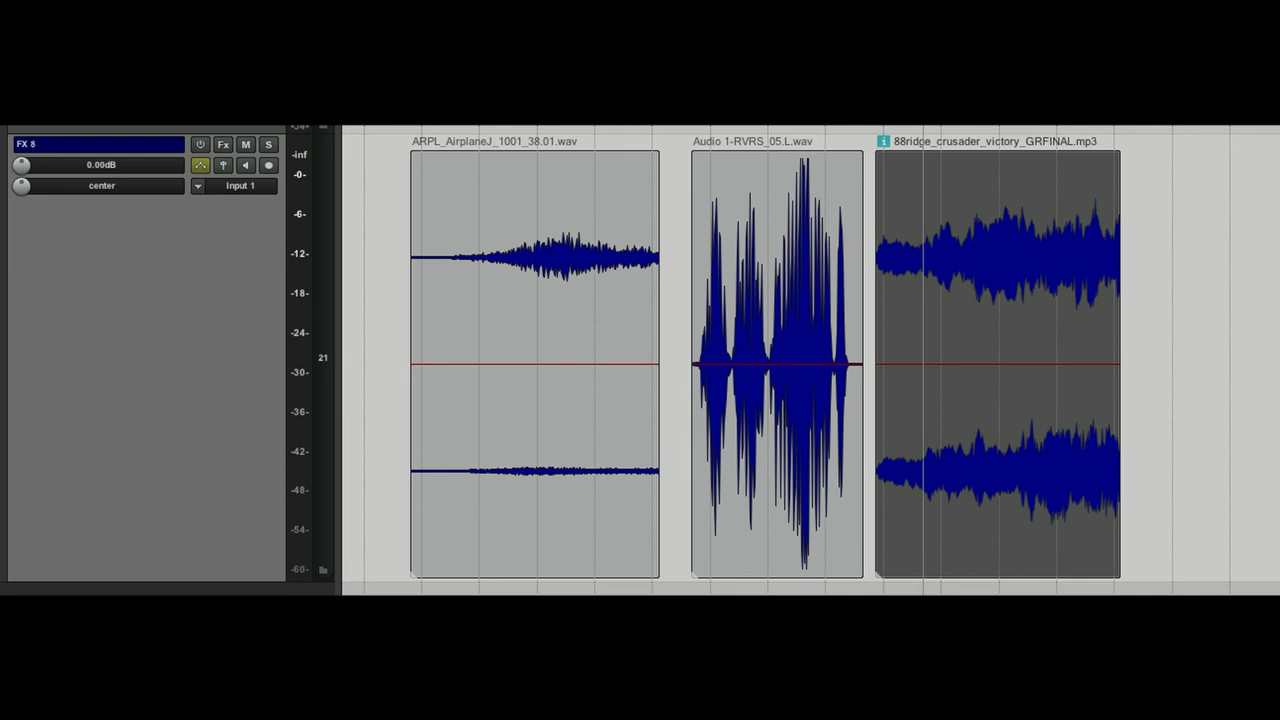 ARPL_AirplaneJ_1001_38.01.wav
Audio 1-RVRS_05.L.wav
i 88ridge_crusader_victory_GRFINAL.mp3
FX 8
Fx
M
S
0.00dB
center
Input 1
-54-
-inf
-0-
-6-
-12-
-18-
-24-
-30-
-36-
-42-
-48-
-54-
-60-
21